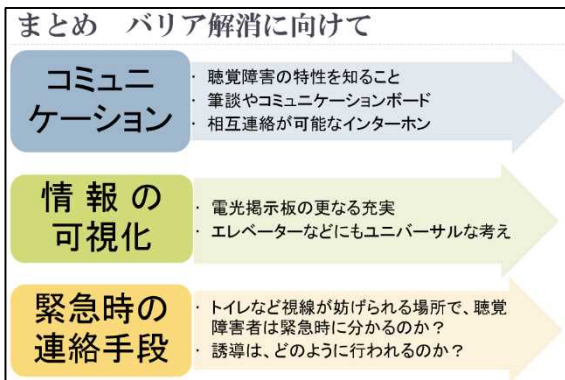 まとめ　バリア解消に向けて
コミュニ
ケーション
・ 聴覚障害の特性を知ること
・ 筆談やコミュニケーションボード
・ 相互連絡が可能なインターホン
情 報 の
可視化
・ 電光掲示板の更なる充実
・ エレベーターなどにもユニバーサルな考え
緊急時の
連絡手段
・ トイレなど視線が妨げられる場所で、聴覚
障害者は緊急時に分かるのか？
・ 誘導は、どのように行われるのか？